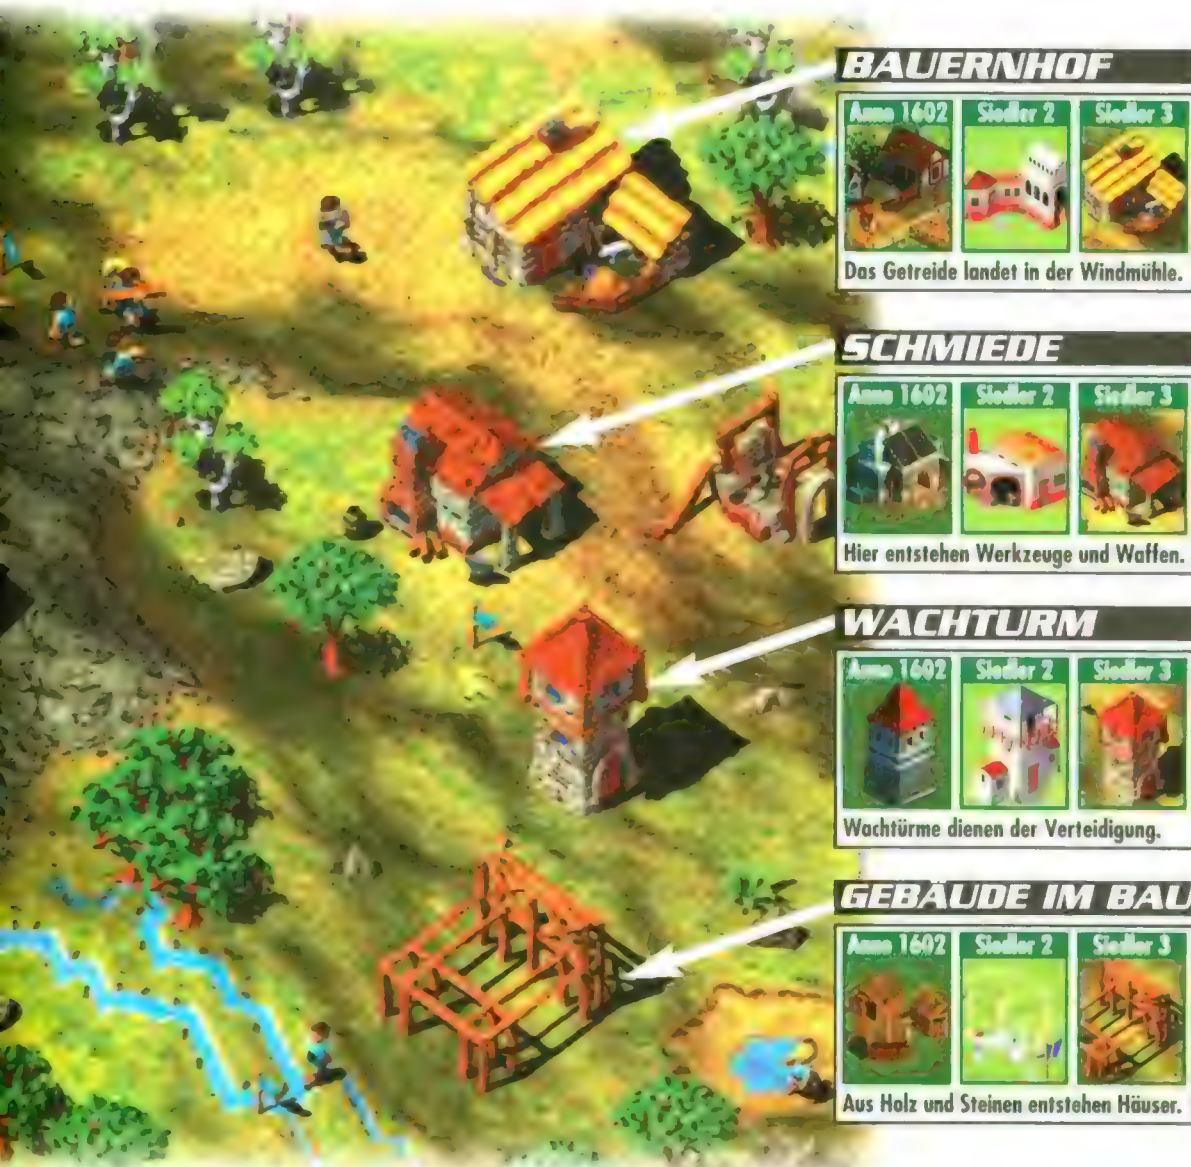 BAUERNHOF
Anno 1602 Siedler 2 Siedler 3
Das Getreide landet in der Windmühle.
SCHMIEDE
Anno 1602 Siedler 2 Siedler 3
Hier entstehen Werkzeuge und Waffen.
WACHTURM
Anno 1602 Siedler 2 Siedler 3
Wachtürme dienen der Verteidigung.
GEBÄUDE IM BAU
Anno 1602 Siedler 2 Siedler 3
Aus Holz und Steinen entstehen Häuser.